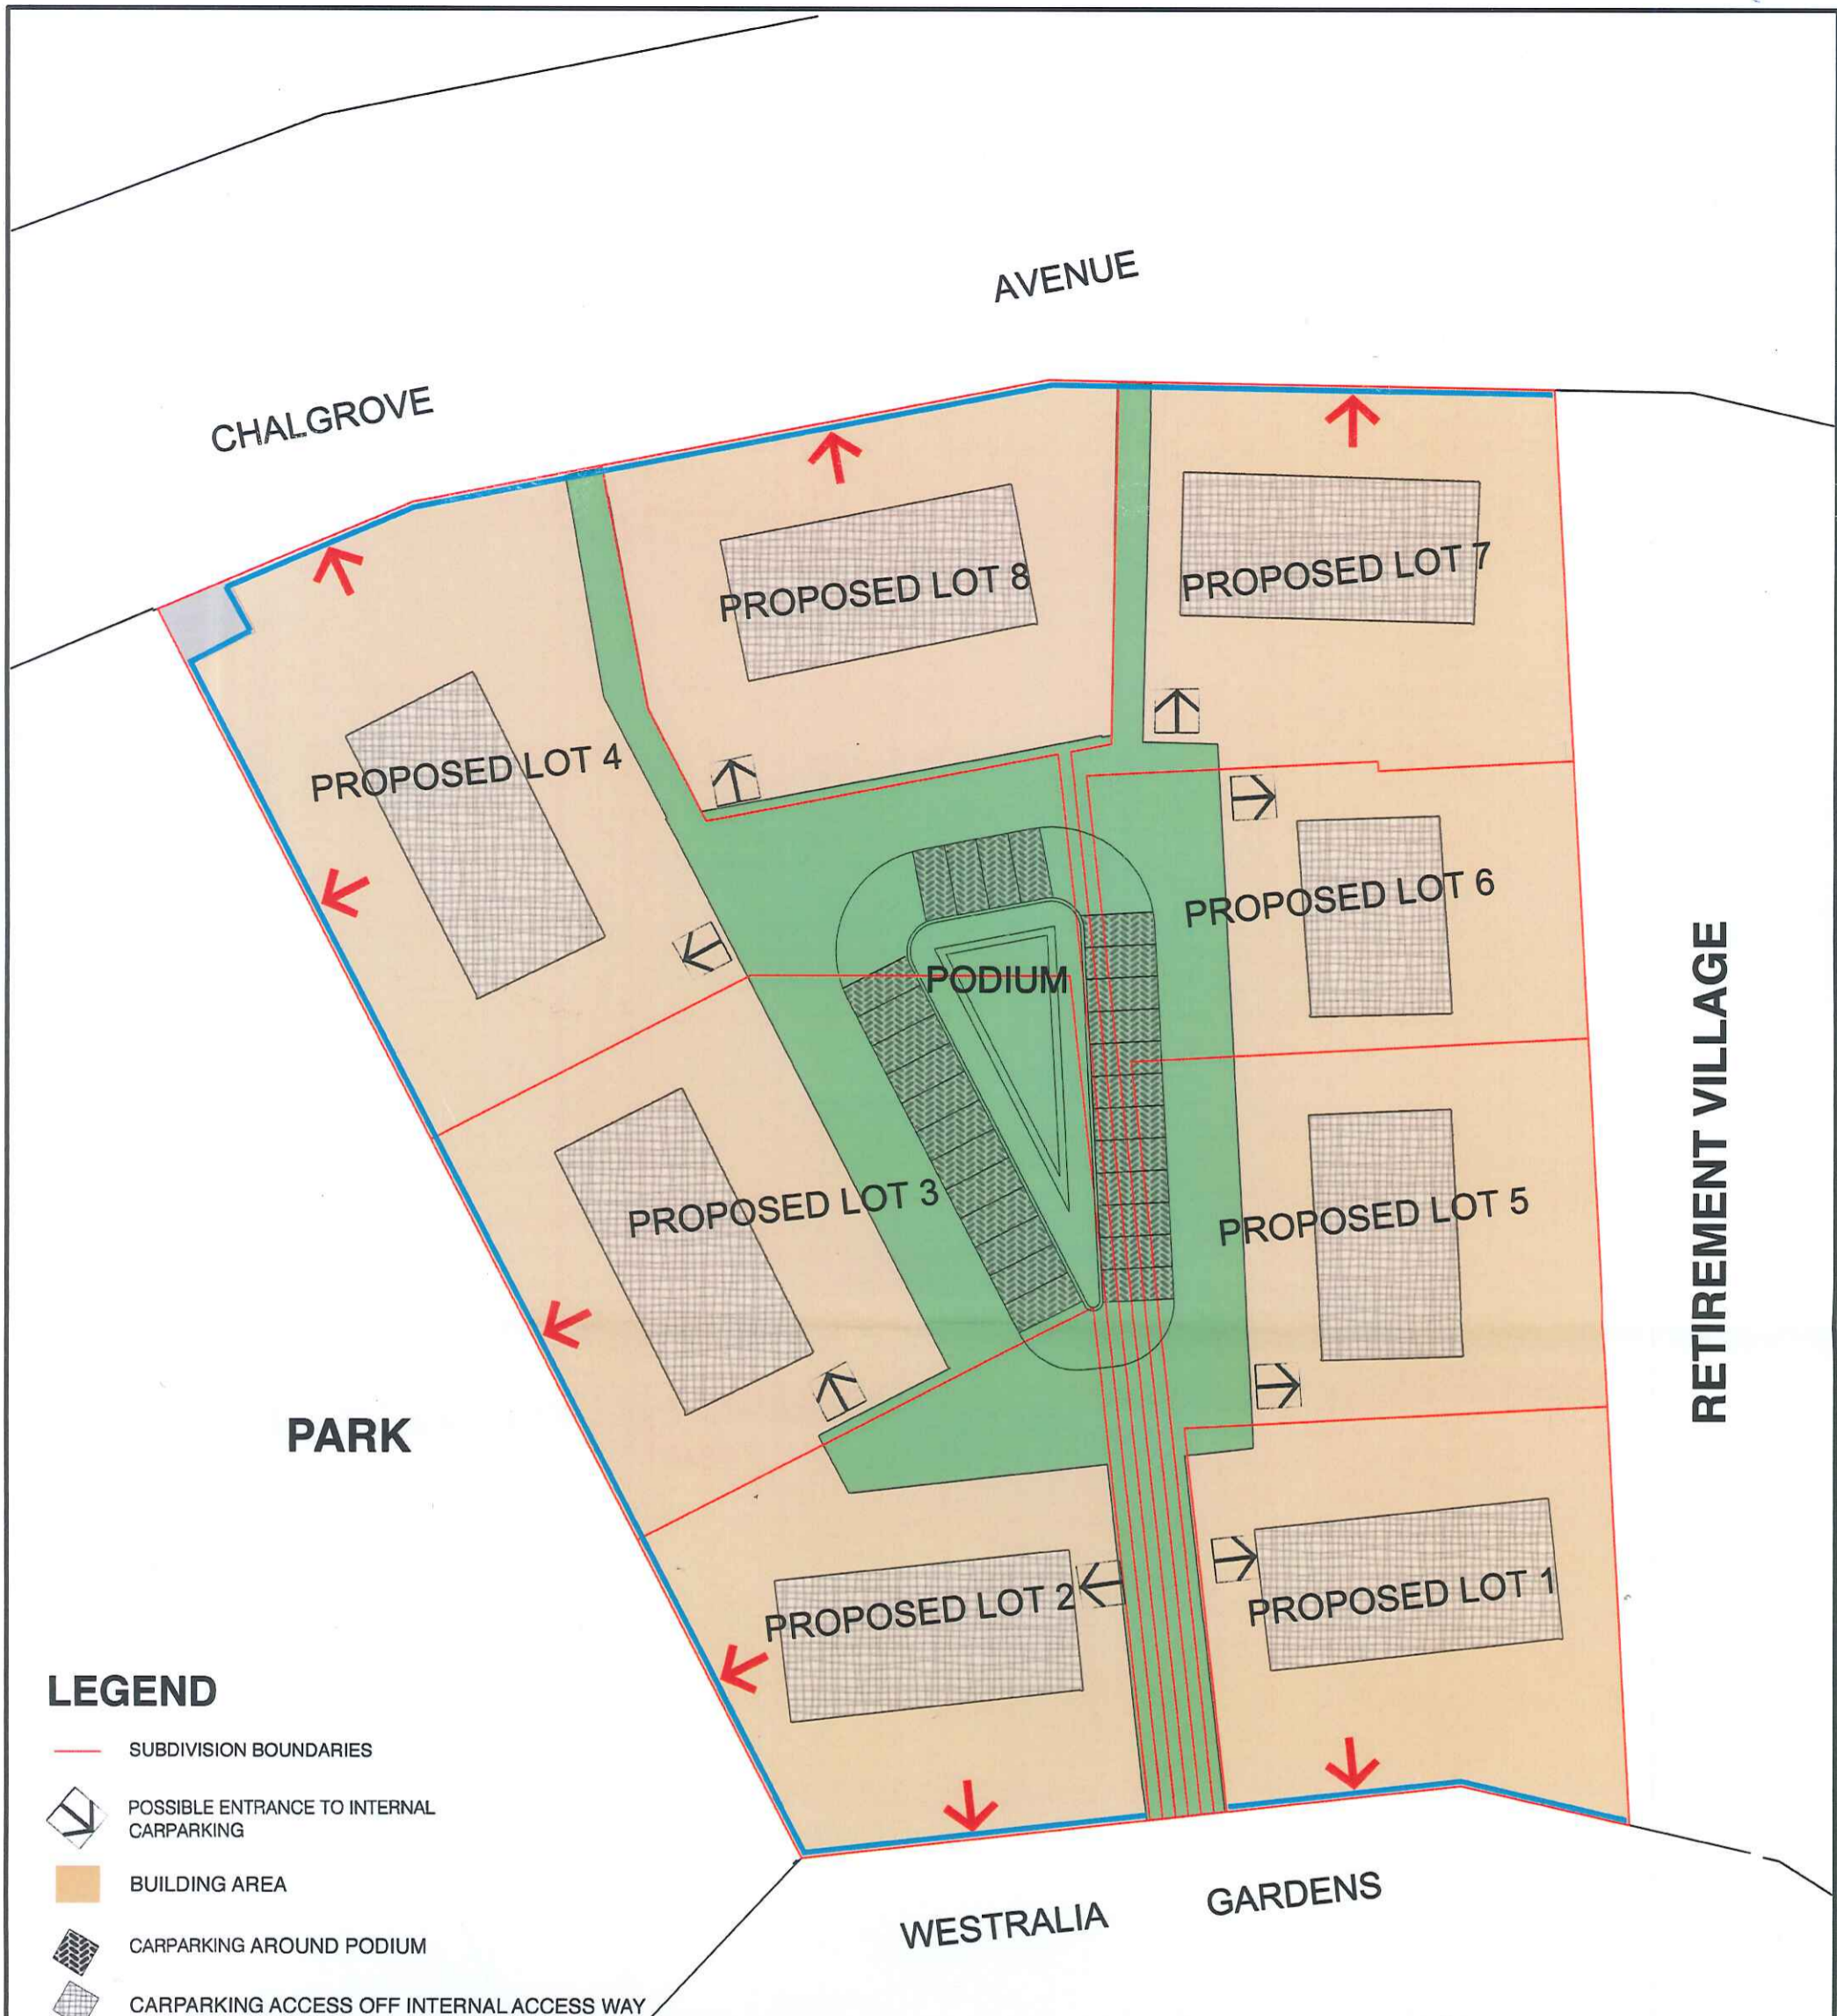 AVENUE
CHALGROVE
PROPOSED LOT 7
PROPOSED LOT 8
PROPOSED LOT 4
PROPOSED LOT 6
PODIUM
PROPOSED LOT 3
PROPOSED LOT 5
RETIREMENT VILLAGE
PARK
PROPOSED LOT 2
PROPOSED LOT 1
LEGEND
SUBDIVISION BOUNDARIES
POSSIBLE ENTRANCE TO INTERNAL
CARPARKING
BUILDING AREA
CARPARKING AROUND PODIUM
CARPARKING ACCESS OFF INTERNAL ACCESS WAY
WESTRALIA GARDENS